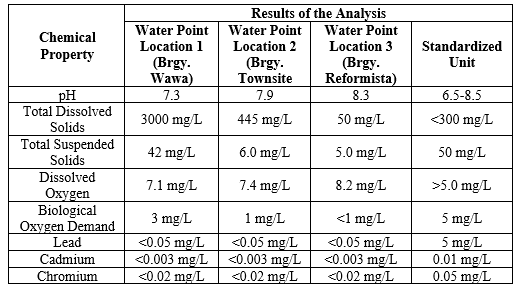 Chemical Property
Results of the Analysis
Water Point Location 1 (Brgy. Wawa)
Water Point Location 2 (Brgy. Townsite
Water Point Location 3 (Brgy. Reformista)
Standardized Unit
pH 7.3 7.9 8.3 6.5-8.5
Total Dissolved Solids 3000 mg/L 445 mg/L 50 mg/L <300 mg/L
Total Suspended Solids 42 mg/L 6.0 mg/L 5.0 mg/L 50 mg/L
Dissolved Oxygen 7.1 mg/L 7.4 mg/L 8.2 mg/L >5.0 mg/L
Biological Oxygen Demand 3 mg/L 1 mg/L <1 mg/L 5 mg/L
Lead <0.05 mg/L <0.05 mg/L <0.05 mg/L 5 mg/L
Cadmium <0.003 mg/L <0.003 mg/L <0.003 mg/L 0.01 mg/L
Chromium <0.02 mg/L <0.02 mg/L <0.02 mg/L 0.05 mg/L